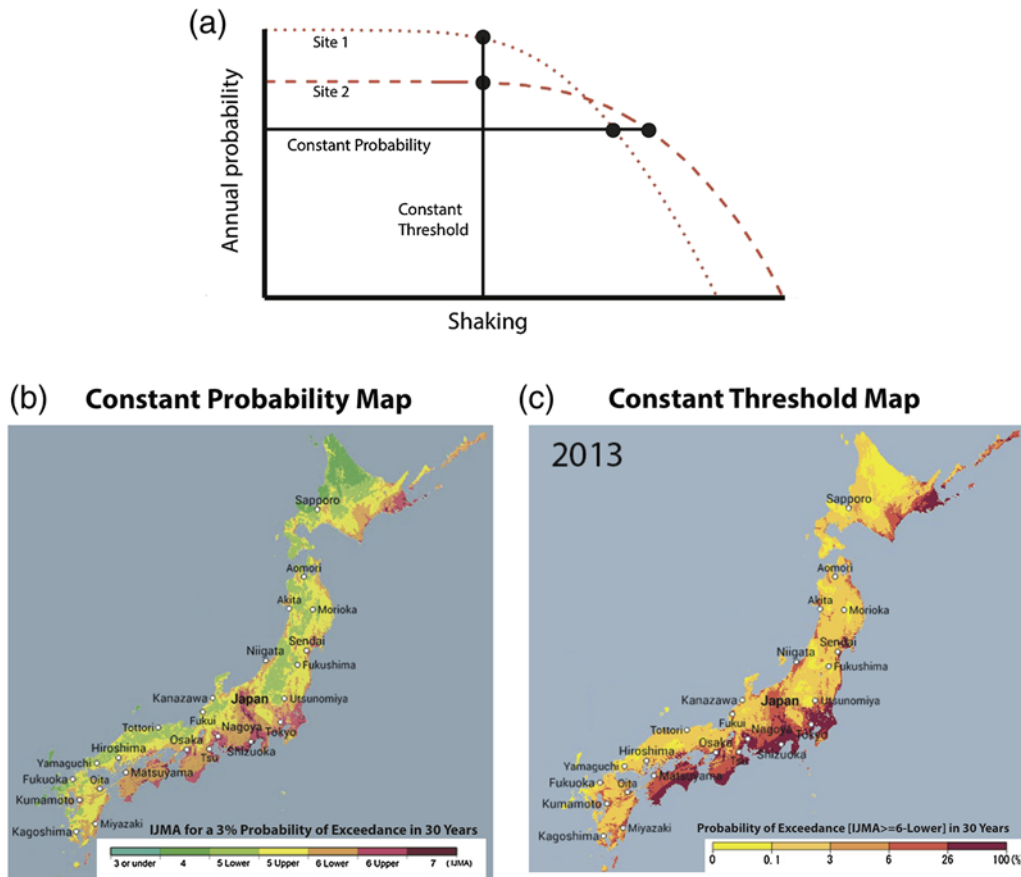 (a)
Site 1
Site 2
Annual probability
Constant Probability
Constant
Threshold
Shaking
(b) Constant Probability Map
Sapporo
Aomori
Akita
Morioka
Sendai
Niigata
Fukushima
Kanazawa
Japan
Utsunomiya
Fukui
Tottori
Nagoya
Tokyo
Hiroshima
Osaka
Shizuoka
Yamaguchi
Tsu
Fukuoka
Oita
Matsuyama
Kumamoto
Miyazaki
Kagoshima
IJMA for a 3% Probability of Exceedance in 30 Years
3 or under 4 5 Lower 5 Upper 6 Lower 6 Upper 7 (IJMA)
(c) Constant Threshold Map
2013
Sapporo
Aomori
Akita
Morioka
Sendai
Niigata
Fukushima
Kanazawa
Japan
Utsunomiya
Fukui
Tottori
Nagoya
Tokyo
Hiroshima
Osaka
Shizuoka
Yamaguchi
Tsu
Matsuyama
Fukuoka
Oita
Kumamoto
Miyazaki
Kagoshima
Probability of Exceedance [IJMA>=6-Lower] in 30 Years
0 0.1 3 6 26 100(%